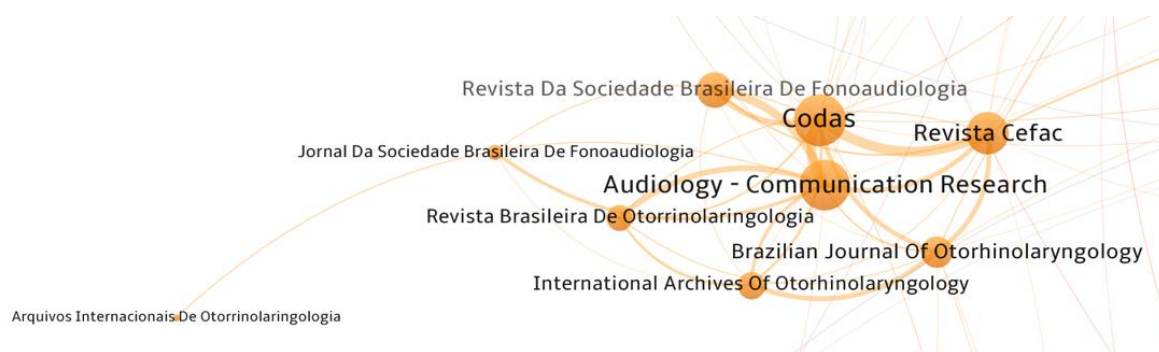 Revista Da Sociedade Brasileira De Fonoaudiologia
Codas
Revista Cefac
Jornal Da Sociedade Brasileira De Fonoaudiologia
Audiology - Communication Research
Revista Brasileira De Otorrinolaringologia
Brazilian Journal Of Otorhinolaryngology
International Archives Of Otorhinolaryngology
Arquivos Internacionais De Otorrinolaringologia